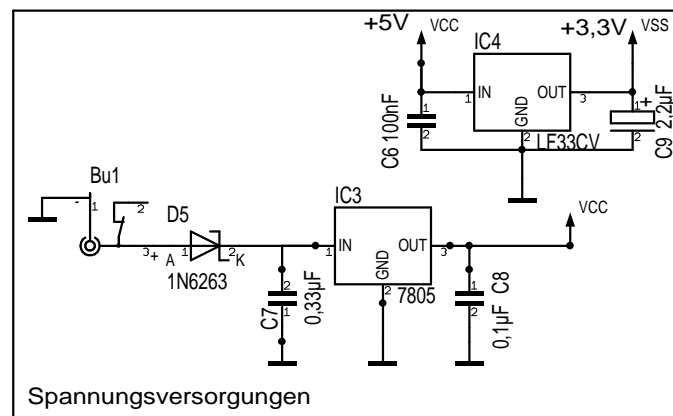 +5V
VCC
+3,3V
VSS
IC4
1
IN
OUT
3
GND
2
LF33CV
C6 100nF
1
2
1
+
2
C9 2,2µF
Bu1
-
1
2
3
+
D5
A
1
2
K
1N6263
IC3
1
IN
OUT
3
GND
2
7805
VCC
C7
2
1
0,33µF
1
2
C8
0,1µF
Spannungsversorgungen